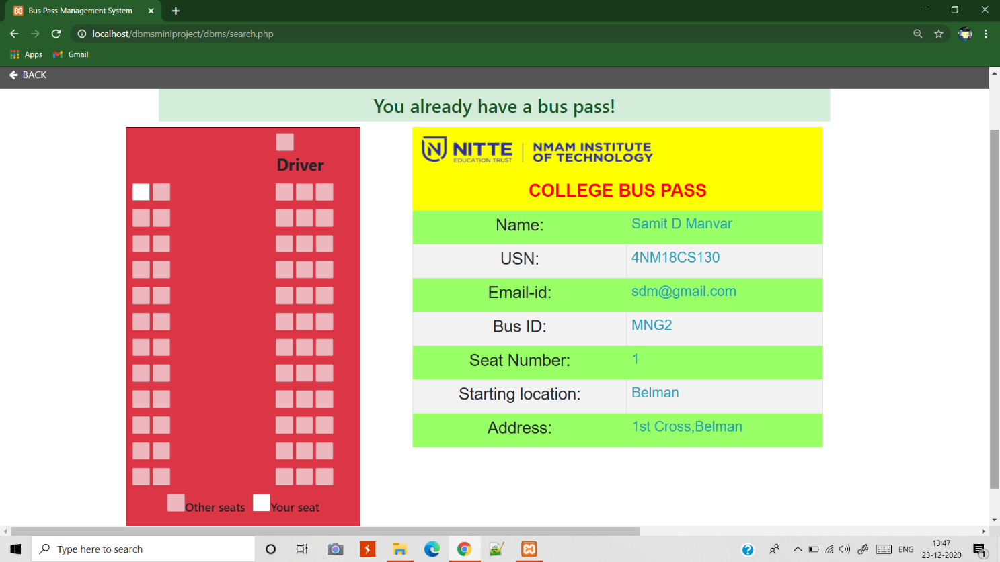 Bus Pass Management System
localhost/dbmsminiproject/dbms/search.php
Apps Gmail
BACK
You already have a bus pass!
Driver
Other seats Your seat
NITTE
EDUCATION TRUST
NMAM INSTITUTE
OF TECHNOLOGY
COLLEGE BUS PASS
Name: Samit D Manvar
USN: 4NM18CS130
Email-id: sdm@gmail.com
Bus ID: MNG2
Seat Number: 1
Starting location: Belman
Address: 1st Cross,Belman
Type here to search
ENG
13:47
23-12-2020
1